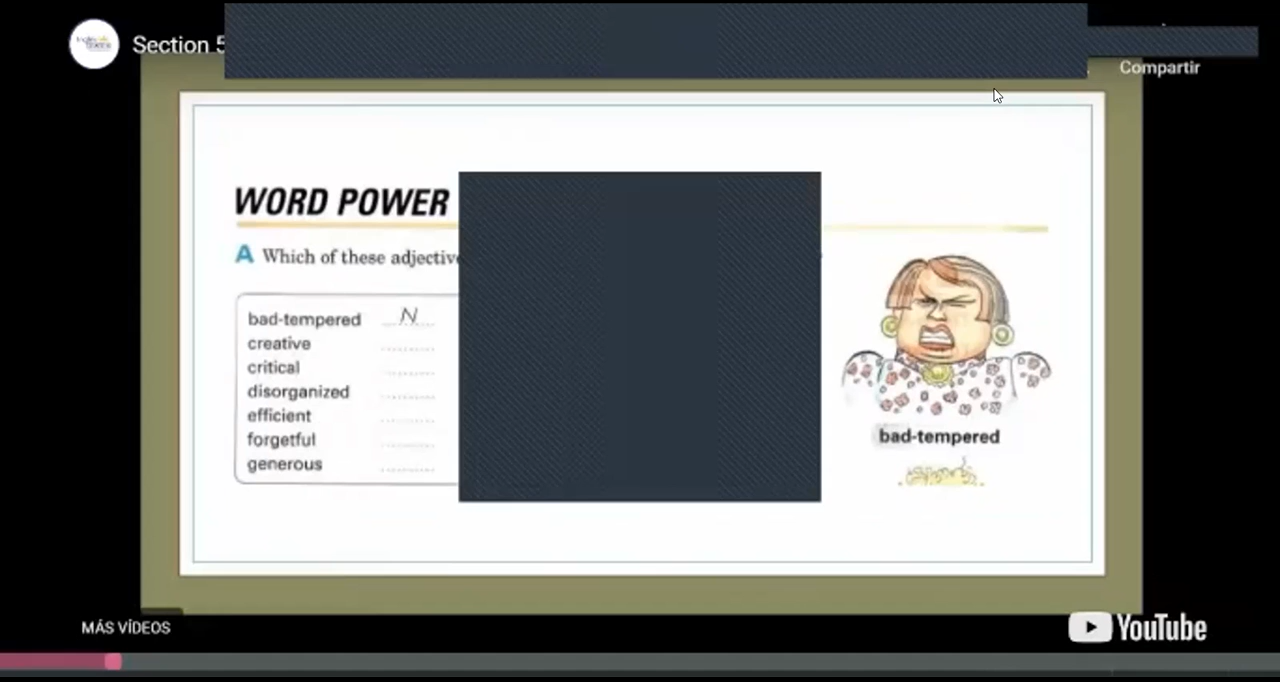 Section 5
Compartir
WORD POWER
A Which of these adjectiv
bad-tempered N
creative
critical
disorganized
efficient
forgetful
generous
bad-tempered
MÁS VÍDEOS
YouTube